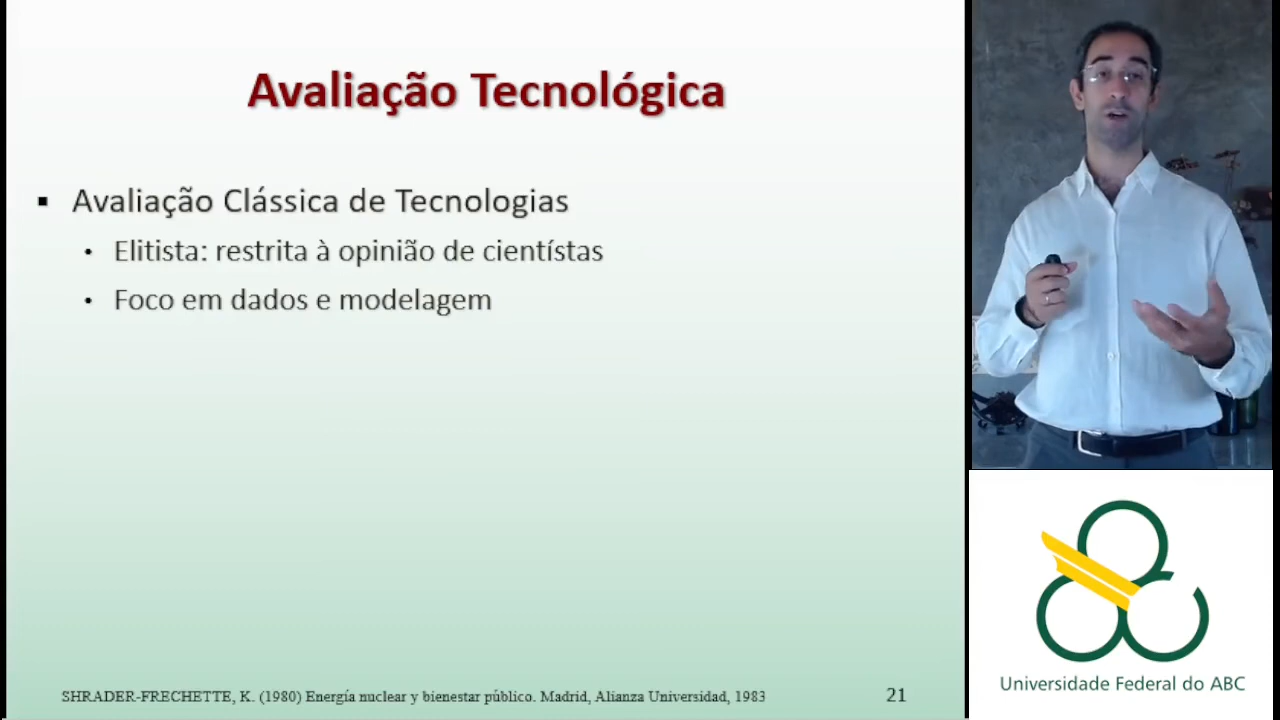 Avaliação Tecnológica
▪ Avaliação Clássica de Tecnologias
• Elitista: restrita à opinião de cientístas
• Foco em dados e modelagem
SHRADER-FRECHETTE, K. (1980) Energía nuclear y bienestar público. Madrid, Alianza Universidad, 1983
21
Universidade Federal do ABC